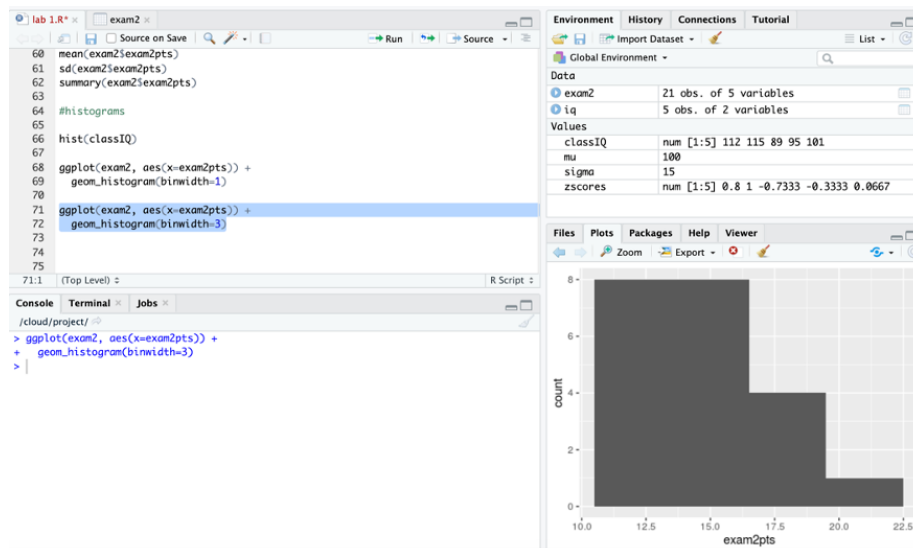 lab 1.R* ×
exam2 ×
Source on Save
Run
Source
60 mean(exam2$exam2pts)
61 sd(exam2$exam2pts)
62 summary(exam2$exam2pts)
63
64 #histograms
65
66 hist(classIQ)
67
68 ggplot(exam2, aes(x=exam2pts)) +
69 geom_histogram(binwidth=1)
70
71 ggplot(exam2, aes(x=exam2pts)) +
72 geom_histogram(binwidth=3)
73
74
75
71:1 (Top Level) R Script
Console Terminal × Jobs ×
/cloud/project/
> ggplot(exam2, aes(x=exam2pts)) +
+ geom_histogram(binwidth=3)
>
Environment History Connections Tutorial
Import Dataset List
Global Environment
Data
exam2 21 obs. of 5 variables
iq 5 obs. of 2 variables
Values
classIQ num [1:5] 112 115 89 95 101
mu 100
sigma 15
zscores num [1:5] 0.8 1 -0.7333 -0.3333 0.0667
Files Plots Packages Help Viewer
Zoom Export
8
6
4
2
0
count
10.0 12.5 15.0 17.5 20.0 22.5
exam2pts